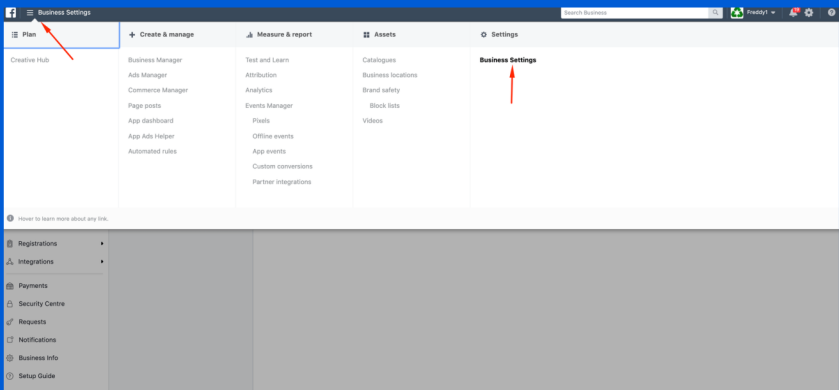 Business Settings
Search Business
Freddy1
Plan
Creative Hub
Create & manage
Business Manager
Ads Manager
Commerce Manager
Page posts
App dashboard
App Ads Helper
Automated rules
Measure & report
Test and Learn
Attribution
Analytics
Events Manager
Pixels
Offline events
App events
Custom conversions
Partner integrations
Assets
Catalogues
Business locations
Brand safety
Block lists
Videos
Settings
Business Settings
Hover to learn more about any link.
Registrations
Integrations
Payments
Security Centre
Requests
Notifications
Business Info
Setup Guide